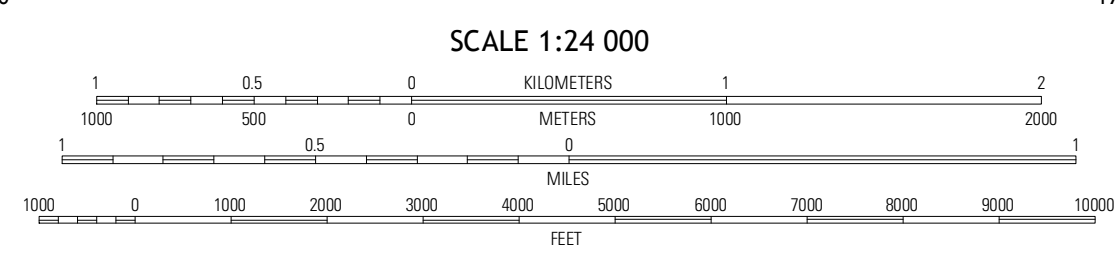 SCALE 1:24 000
1 0.5 0 KILOMETERS 1 2
1000 500 0 METERS 1000 2000
1 0.5 0 1
MILES
1000 0 1000 2000 3000 4000 5000 6000 7000 8000 9000 10000
FEET